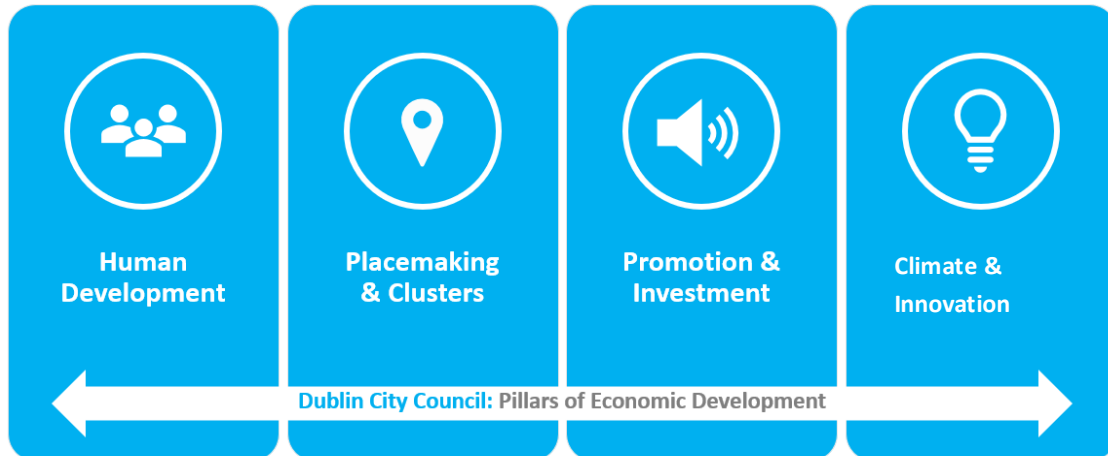 Human
Development
Placemaking
& Clusters
Promotion &
Investment
Climate &
Innovation
Dublin City Council: Pillars of Economic Development